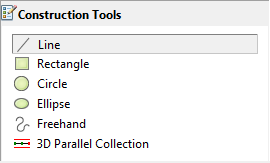 Construction Tools
Line
Rectangle
Circle
Ellipse
Freehand
3D Parallel Collection